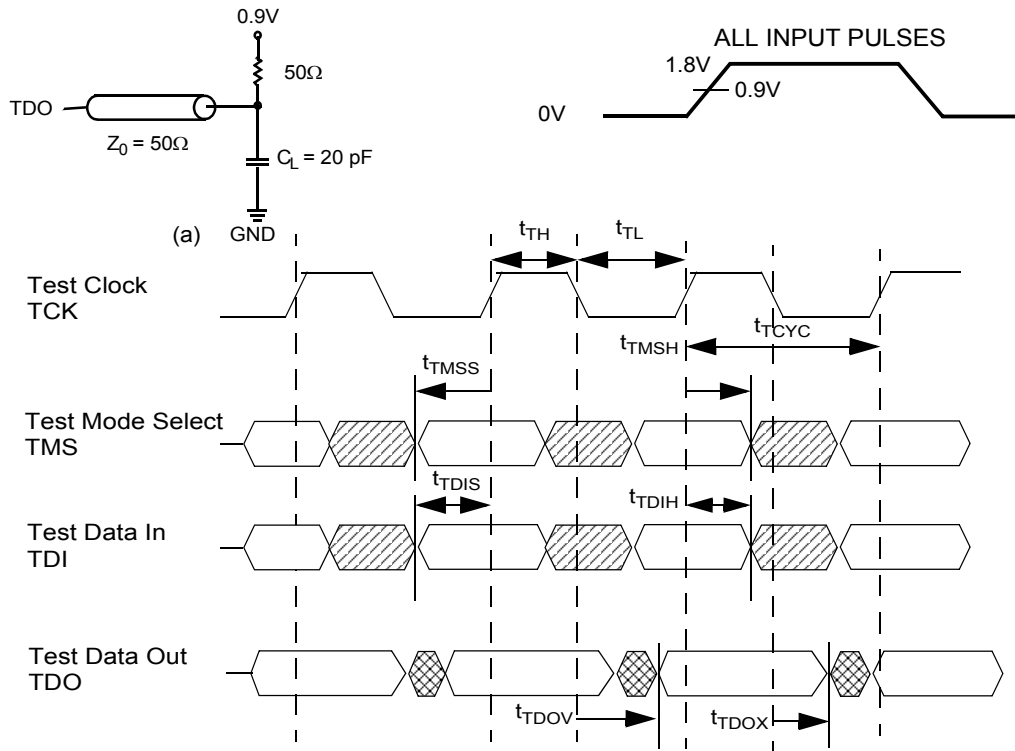 0.9V
50Ω
TDO
Z0 = 50Ω
CL = 20 pF
(a)
GND
ALL INPUT PULSES
1.8V
0.9V
0V
tTH
tTL
Test Clock
TCK
tTCYC
tTMSH
tTMSS
Test Mode Select
TMS
tTDIS
tTDIH
Test Data In
TDI
Test Data Out
TDO
tTDOV
tTDOX